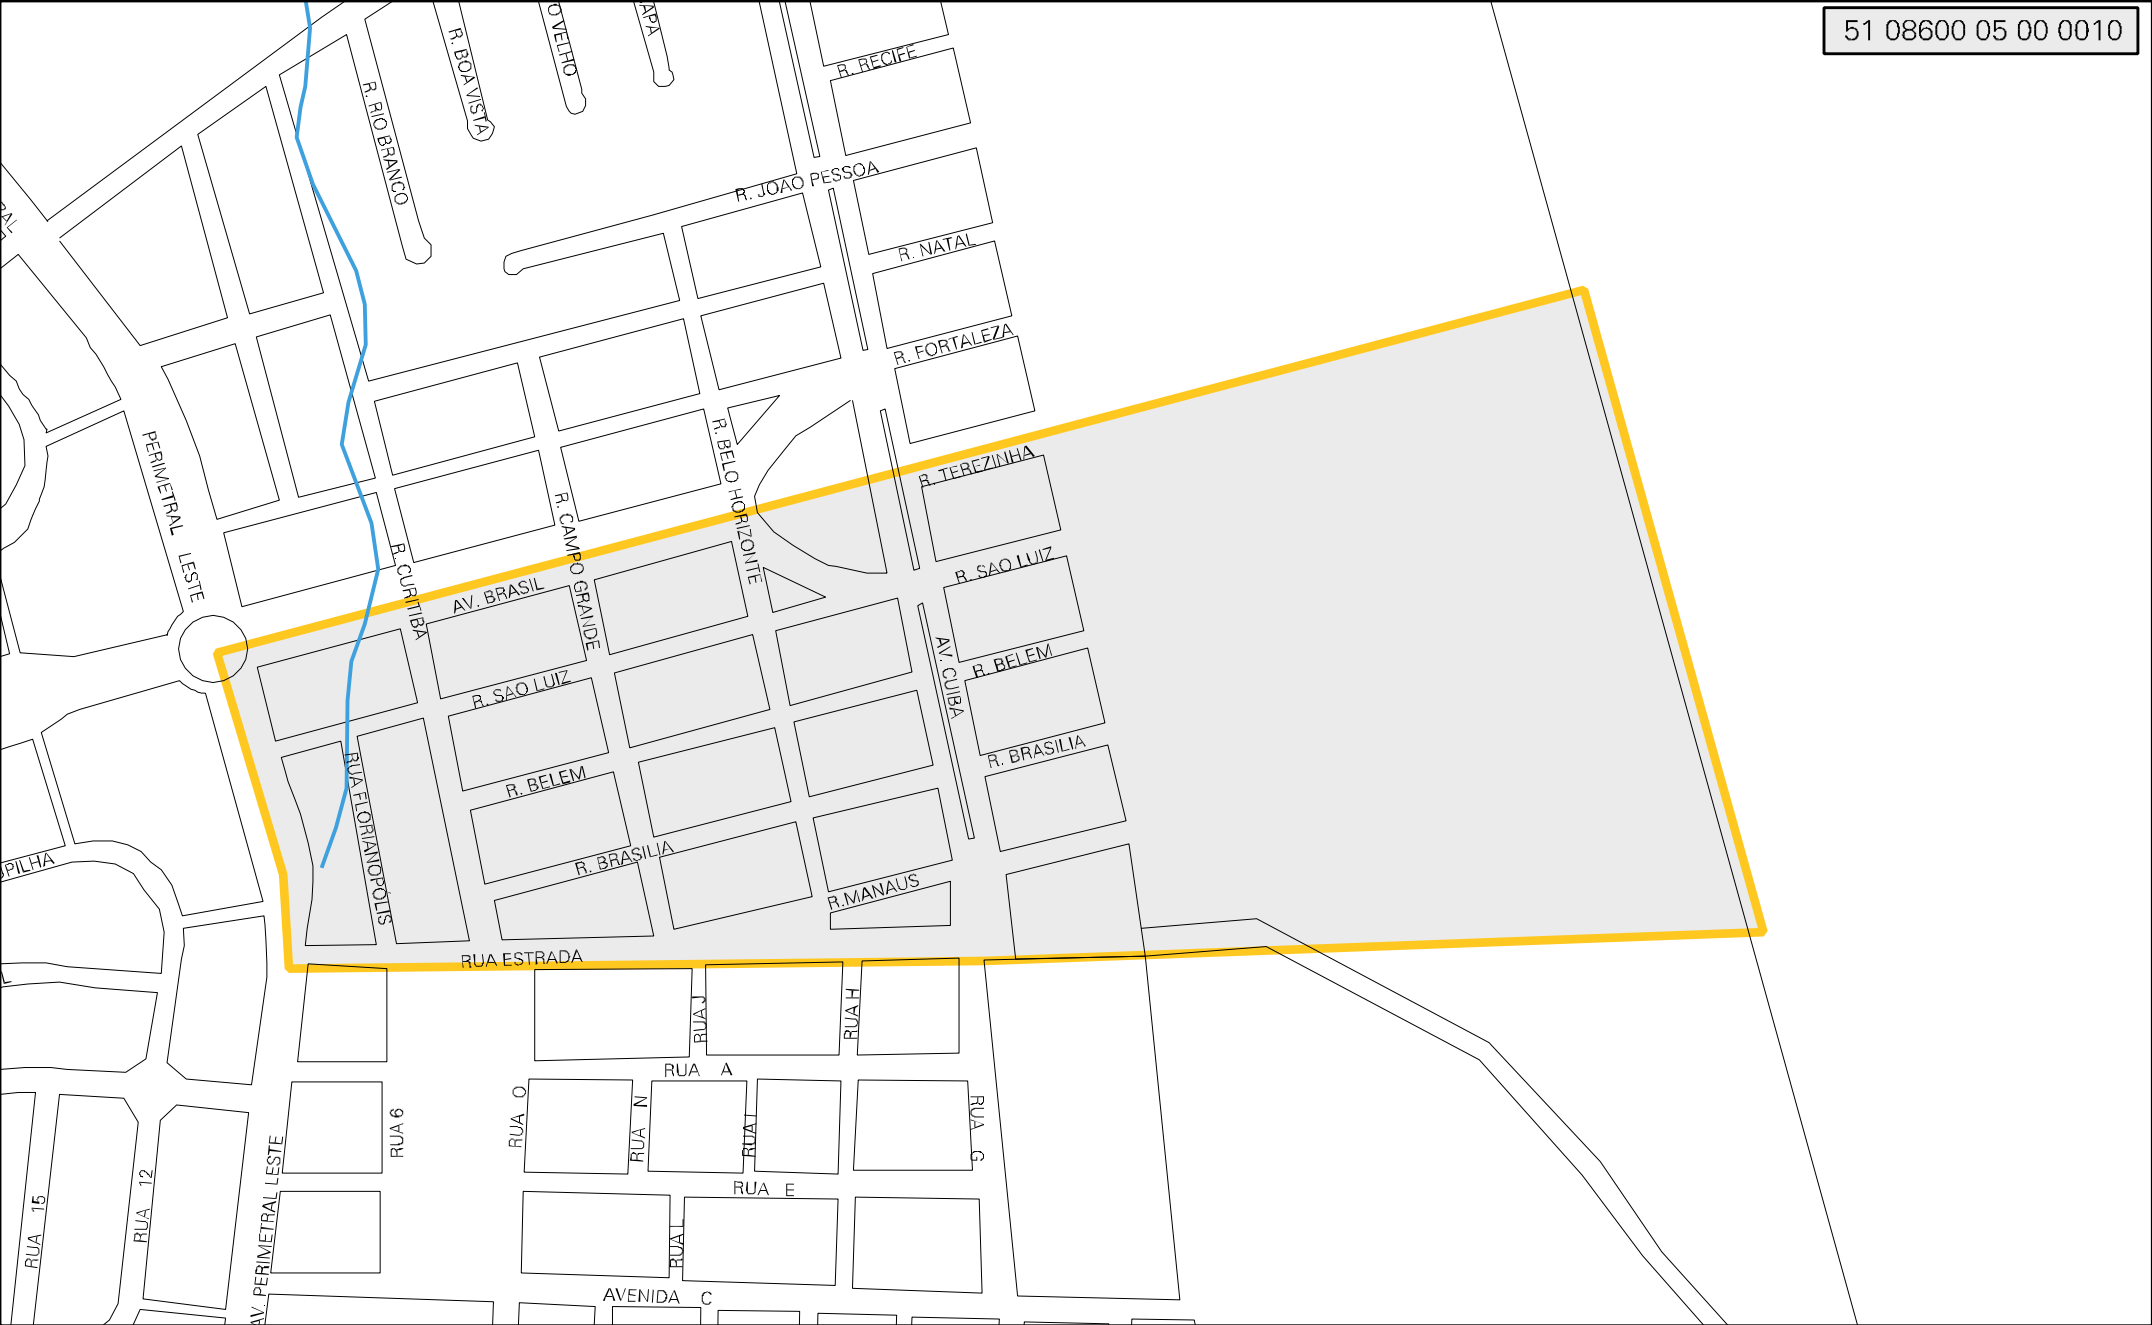 51 08600 05 00 0010
R. RECIFE
R. BOA VISTA
O VELHO
APA
R. RIO BRANCO
R. JOAO PESSOA
R. NATAL
R. FORTALEZA
PERIMETRAL LESTE
R. BELO HORIZONTE
R. TEREZINHA
R. CAMPO GRANDE
R. CURITIBA
AV. BRASIL
R. SAO LUIZ
R. SAO LUIZ
AV. CUIBA
R. BELEM
R. BELEM
R. BRASILIA
RUA FLORIANOPÓLIS
R. BRASILIA
R.MANAUS
PILHA
RUA ESTRADA
RUA J
RUA H
RUA A
RUA 6
RUA O
RUA N
RUA I
RUA G
RUA E
RUA 15
RUA 12
AV. PERIMETRAL LESTE
RUA L
AVENIDA C